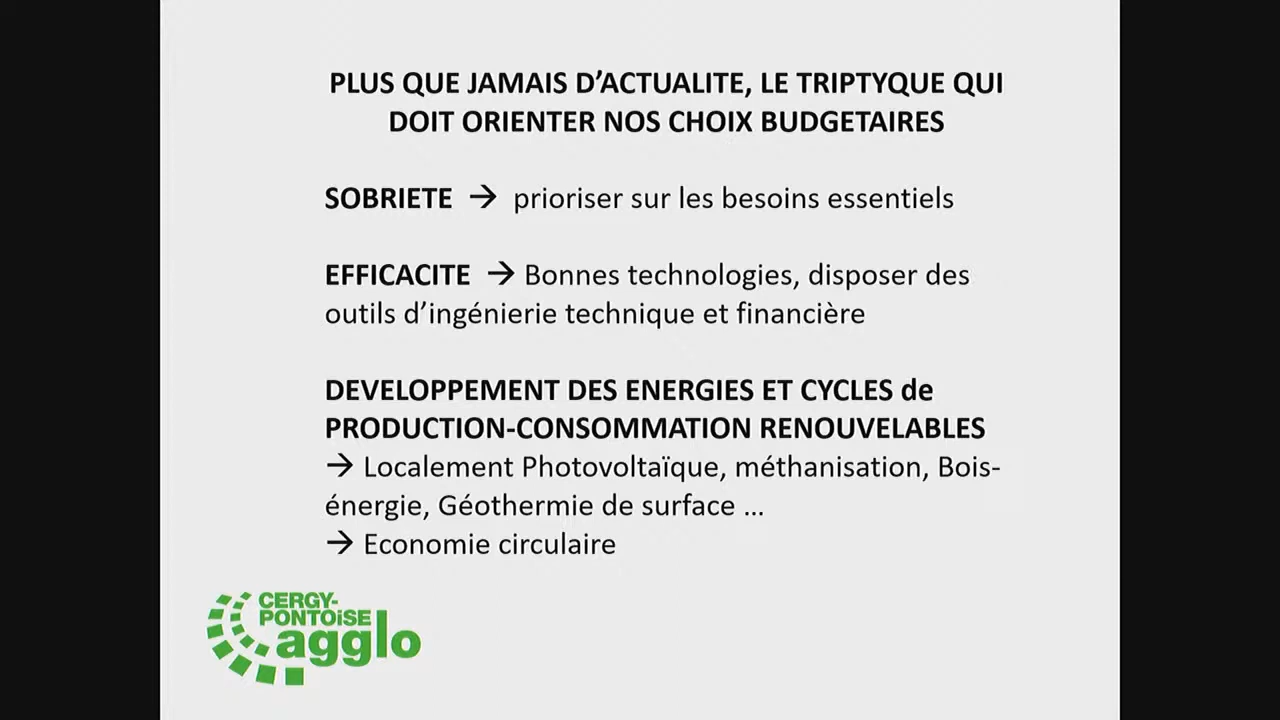 PLUS QUE JAMAIS D’ACTUALITE, LE TRIPTYQUE QUI
DOIT ORIENTER NOS CHOIX BUDGETAIRES
SOBRIETE → prioriser sur les besoins essentiels
EFFICACITE → Bonnes technologies, disposer des
outils d’ingénierie technique et financière
DEVELOPPEMENT DES ENERGIES ET CYCLES de
PRODUCTION-CONSOMMATION RENOUVELABLES
→ Localement Photovoltaïque, méthanisation, Bois-
énergie, Géothermie de surface ...
→ Economie circulaire
CERGY-
PONTOiSE
agglo